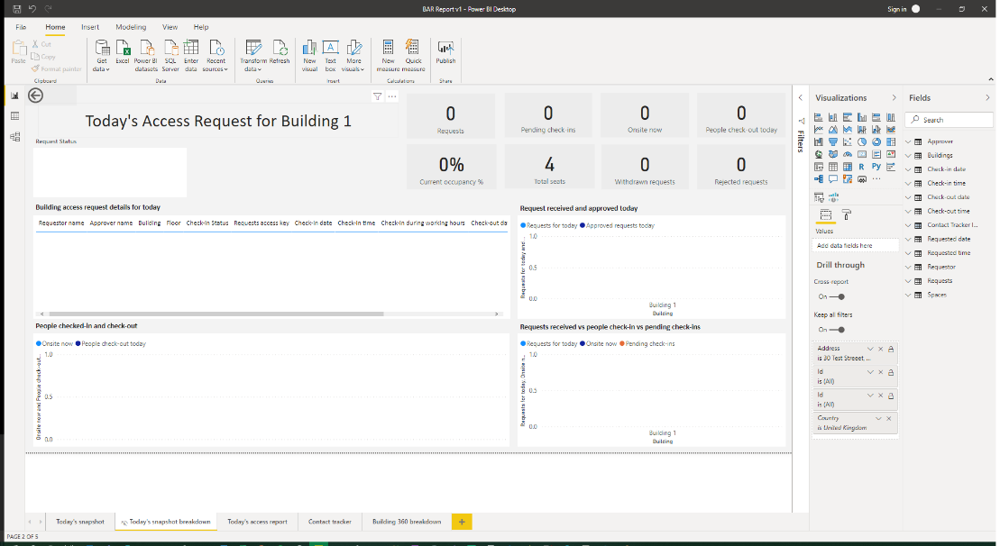 BAR Report v1 - Power BI Desktop
Sign in
File Home Insert Modeling View Help
Paste
Cut
Copy
Format painter
Get data
Excel
Power BI datasets
SQL Server
Enter data
Recent sources
Transform data
Refresh
New visual
Text box
More visuals
New measure
Quick measure
Publish
Clipboard
Data
Queries
Insert
Calculations
Share
Today's Access Request for Building 1
Request Status
0
Requests
0
Pending check-ins
0
Onsite now
0
People check-out today
0%
Current occupancy %
4
Total seats
0
Withdrawn requests
0
Rejected requests
Building access request details for today
Requestor name Approver name Building Floor Check-In Status Requests access key Check-in date Check-in time Check-in during working hours Check-out da
Request received and approved today
Requests for today Approved requests today
Requests for today and ...
1.0
0.5
0.0
Building 1
Building
People checked-in and check-out
Onsite now People check-out today
Onsite now and People check-out...
1.0
0.5
0.0
Requests received vs people check-in vs pending check-ins
Requests for today Onsite now Pending check-ins
Requests for today, Onsite n...
1.0
0.5
0.0
Building 1
Building
Filters
Visualizations
R Py
Values
Add data fields here
Drill through
Cross-report
On
Keep all filters
On
Address
is 30 Test Streeet, ...
Id
is (All)
Id
is (All)
Country
is United Kingdom
Fields
Search
Approver
Buildings
Check-in date
Check-in time
Check-out date
Check-out time
Contact Tracker I...
Requested date
Requested time
Requestor
Requests
Spaces
Today's snapshot
Today's snapshot breakdown
Today's access report
Contact tracker
Building 360 breakdown
PAGE 2 OF 5